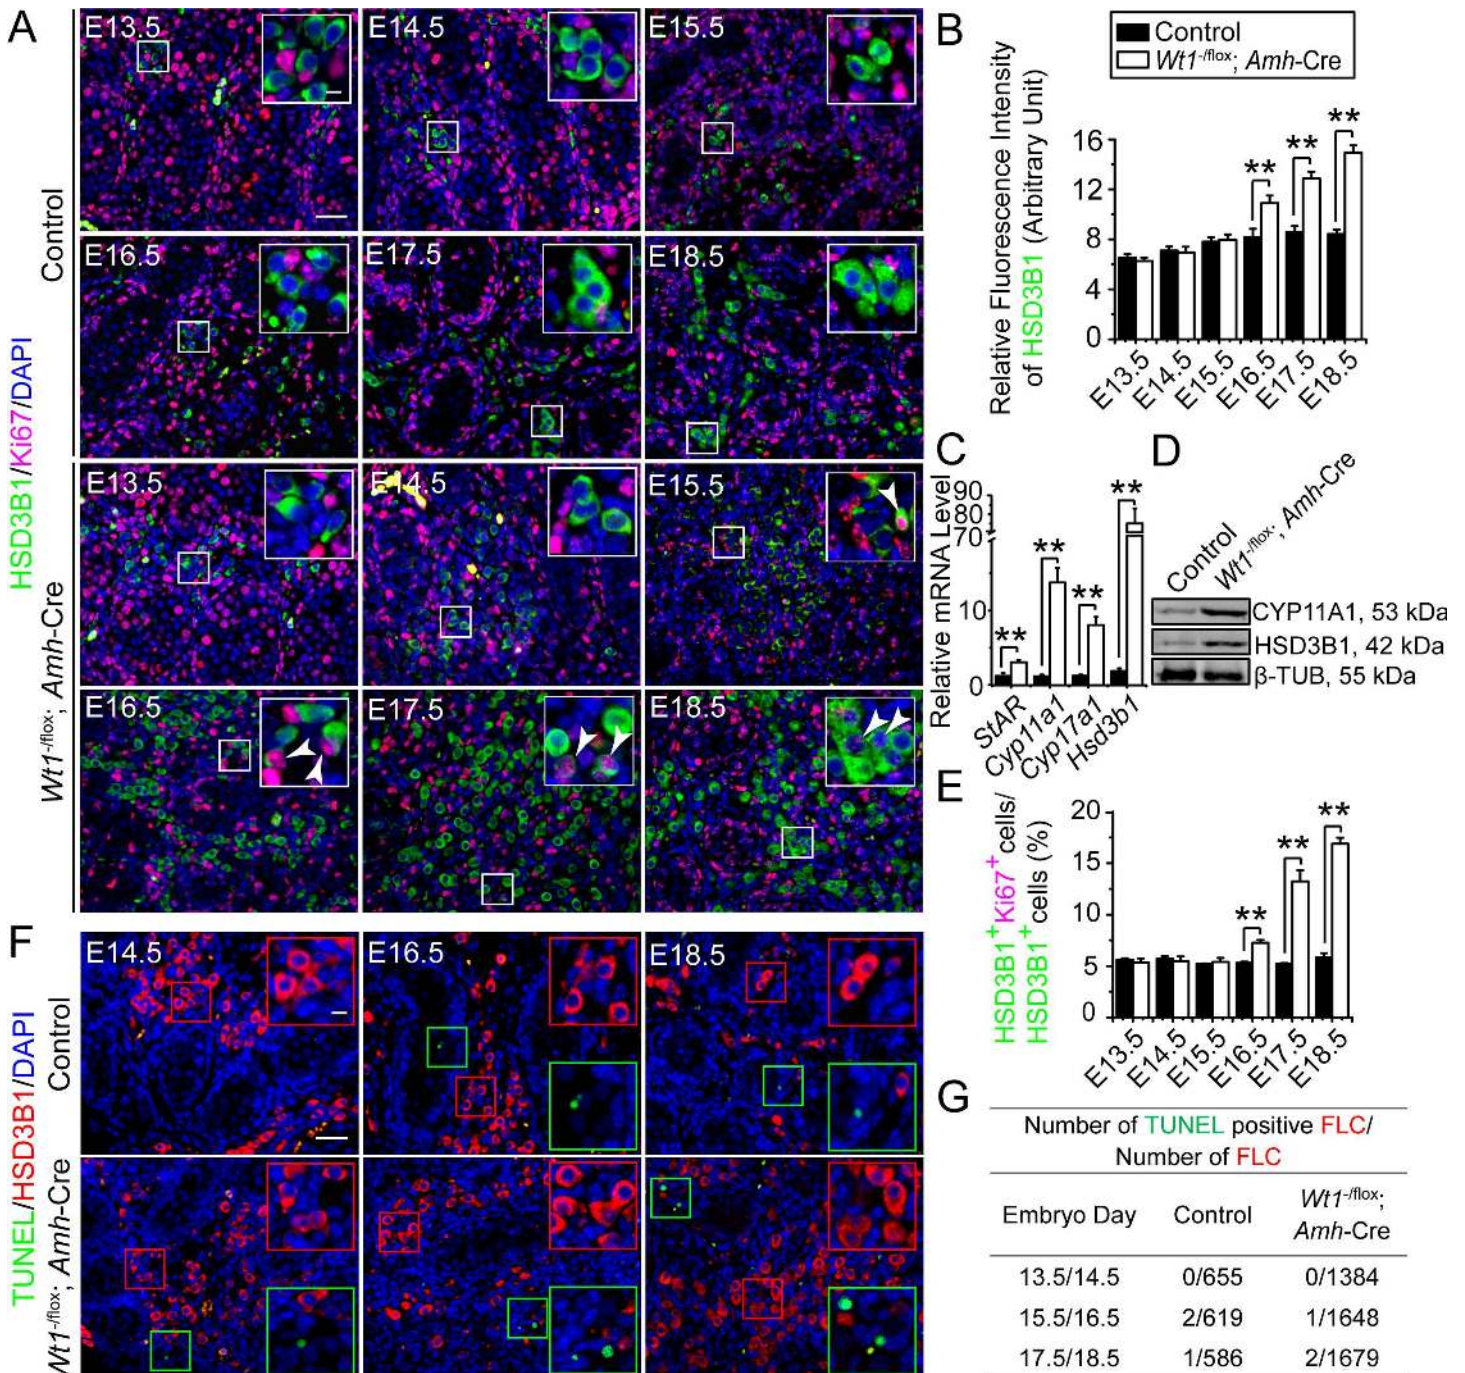 A
E13.5
E14.5
E15.5
E16.5
E17.5
E18.5
E13.5
E14.5
E15.5
E16.5
E17.5
E18.5
Control
Wt1-/flox; Amh-Cre
HSD3B1/Ki67/DAPI
B
Control
Wt1-/flox; Amh-Cre
Relative Fluorescence Intensity
of HSD3B1 (Arbitrary Unit)
16
12
8
4
0
** ** **
E13.5 E14.5 E15.5 E16.5 E17.5 E18.5
C
Relative mRNA Level
90
80
70
10
0
** ** ** **
StAR Cyp11a1 Cyp17a1 Hsd3b1
D
Control Wt1-/flox; Amh-Cre
CYP11A1, 53 kDa
HSD3B1, 42 kDa
β-TUB, 55 kDa
E
HSD3B1+Ki67+cells/
HSD3B1+cells (%)
20
15
10
5
0
** ** **
E13.5 E14.5 E15.5 E16.5 E17.5 E18.5
F
E14.5
E16.5
E18.5
Control
Wt1-/flox; Amh-Cre
TUNEL/HSD3B1/DAPI
G
Number of TUNEL positive FLC/
Number of FLC
Embryo Day Control Wt1-/flox;
Amh-Cre
13.5/14.5 0/655 0/1384
15.5/16.5 2/619 1/1648
17.5/18.5 1/586 2/1679